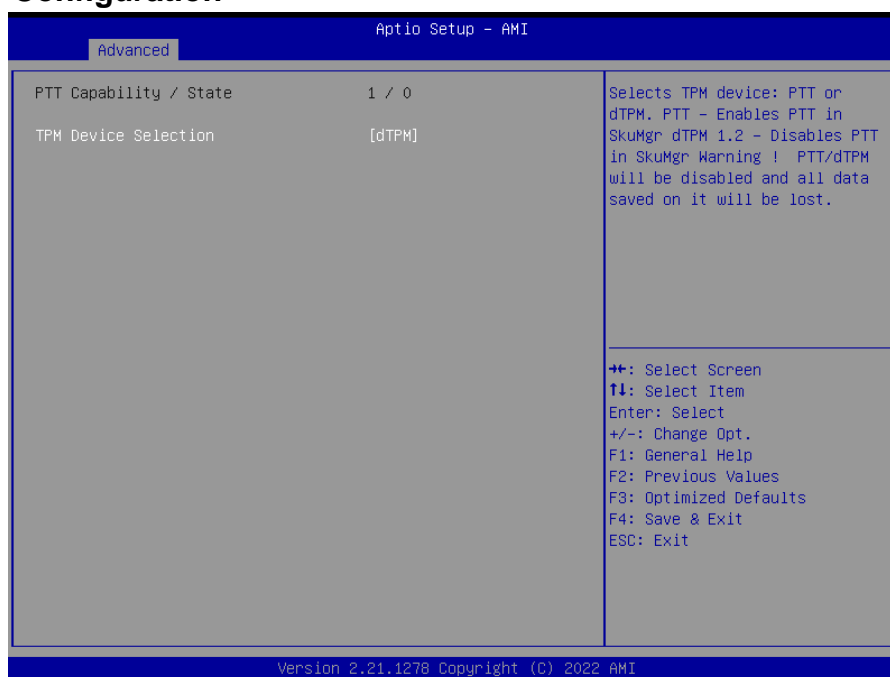 Aptio Setup – AMI
Advanced
PTT Capability / State 1 / 0
TPM Device Selection [dTPM]
Selects TPM device: PTT or
dTPM. PTT – Enables PTT in
SkuMgr dTPM 1.2 – Disables PTT
in SkuMgr Warning ! PTT/dTPM
will be disabled and all data
saved on it will be lost.
→←: Select Screen
↑↓: Select Item
Enter: Select
+/-: Change Opt.
F1: General Help
F2: Previous Values
F3: Optimized Defaults
F4: Save & Exit
ESC: Exit
Version 2.21.1278 Copyright (C) 2022 AMI